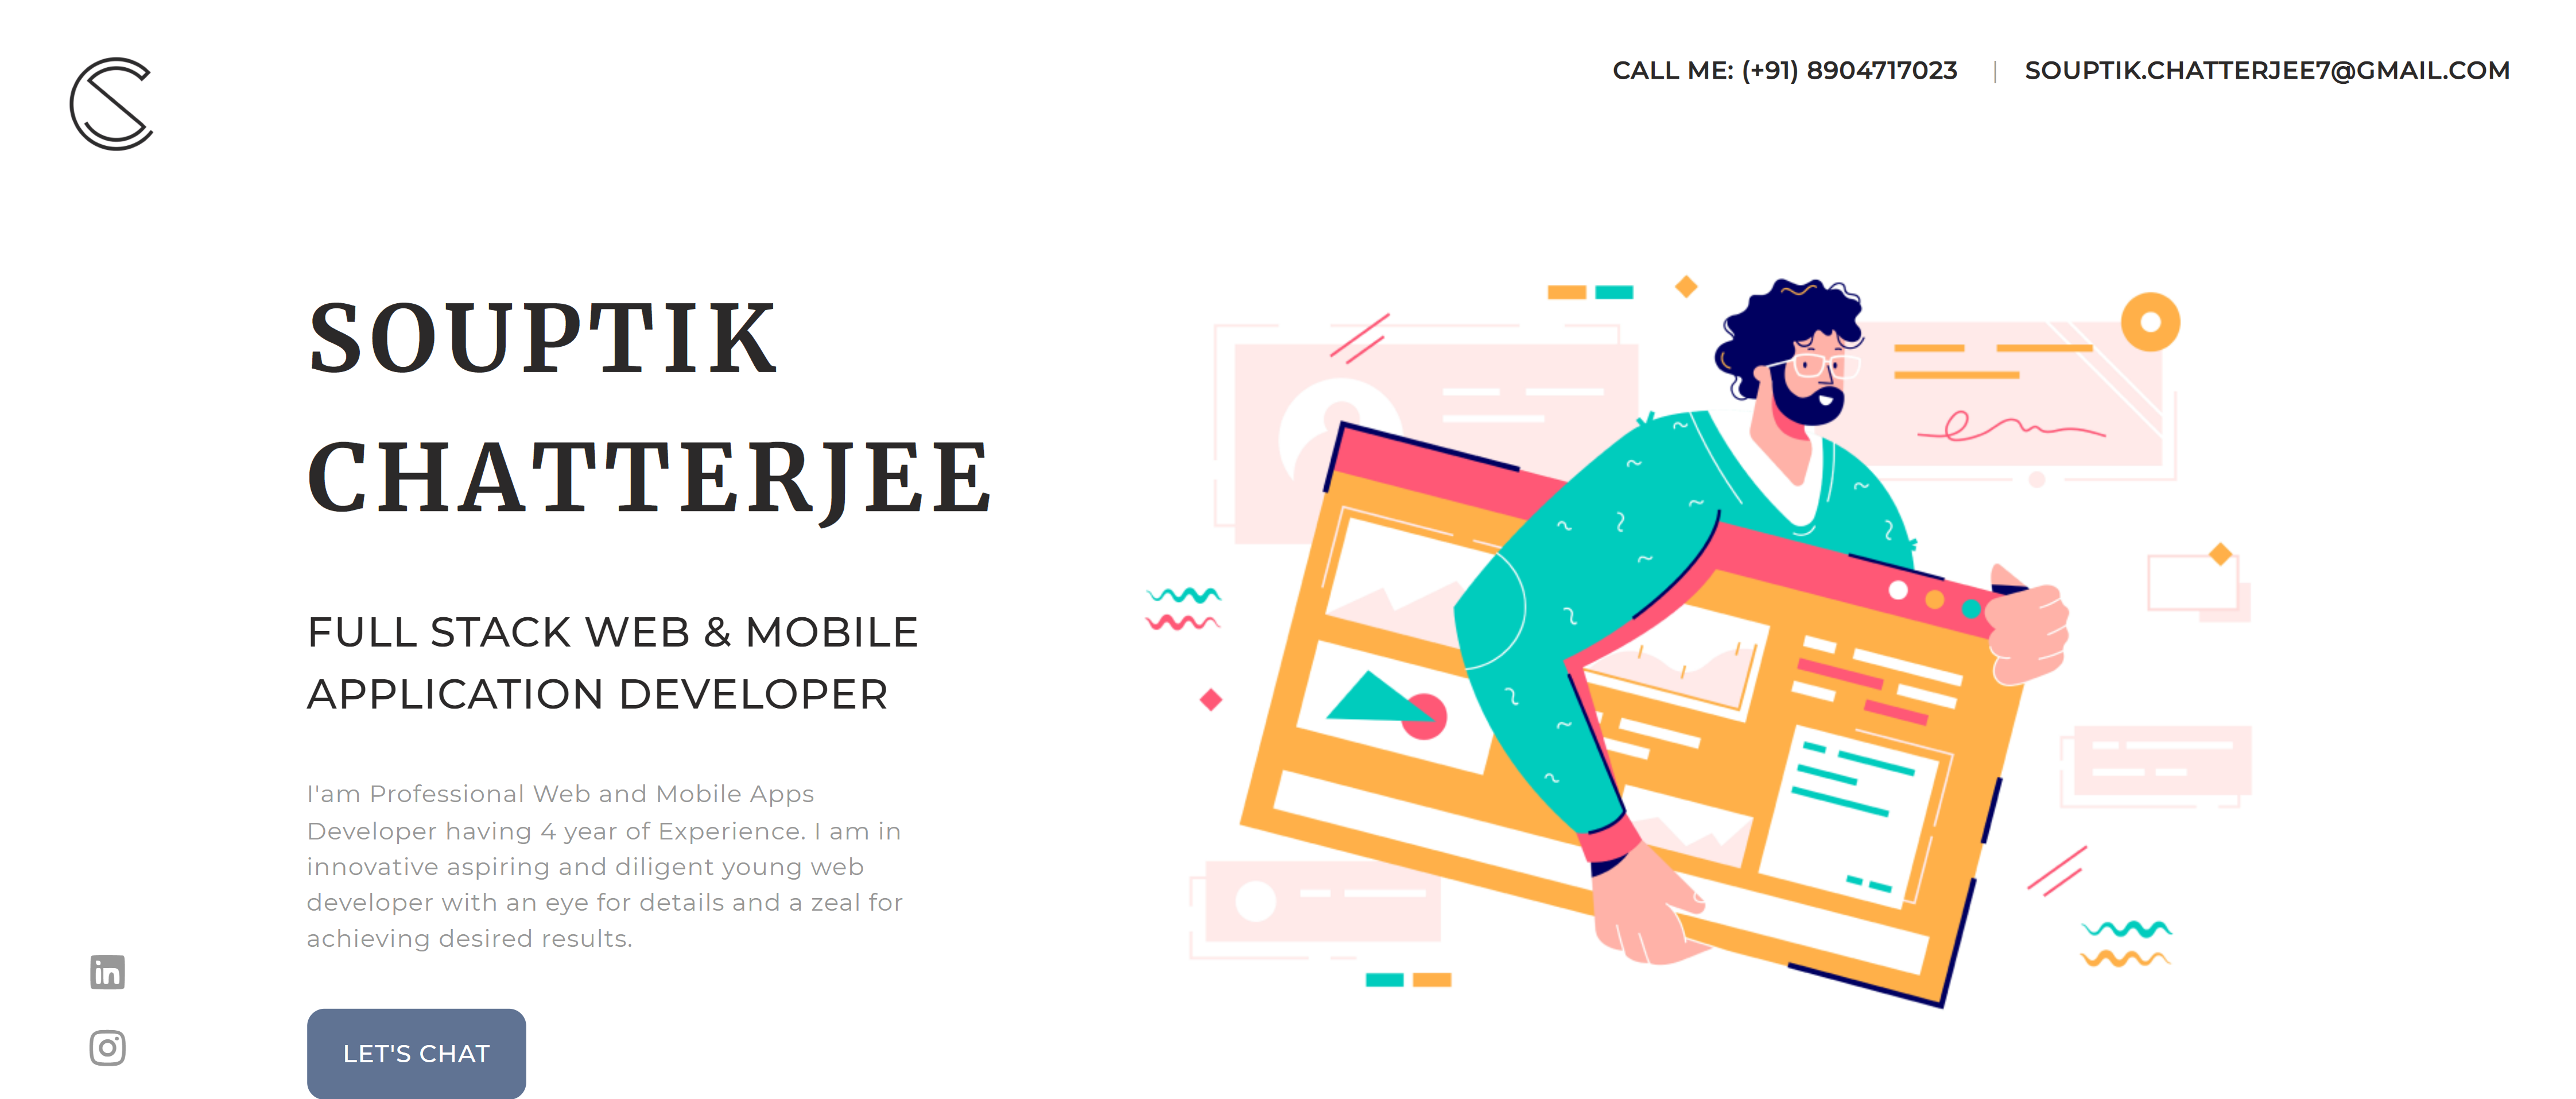 CALL ME: (+91) 8904717023 | SOUPTIK.CHATTERJEE7@GMAIL.COM
SOUPTIK
CHATTERJEE
FULL STACK WEB & MOBILE
APPLICATION DEVELOPER
I'am Professional Web and Mobile Apps
Developer having 4 year of Experience. I am in
innovative aspiring and diligent young web
developer with an eye for details and a zeal for
achieving desired results.
in
LET'S CHAT